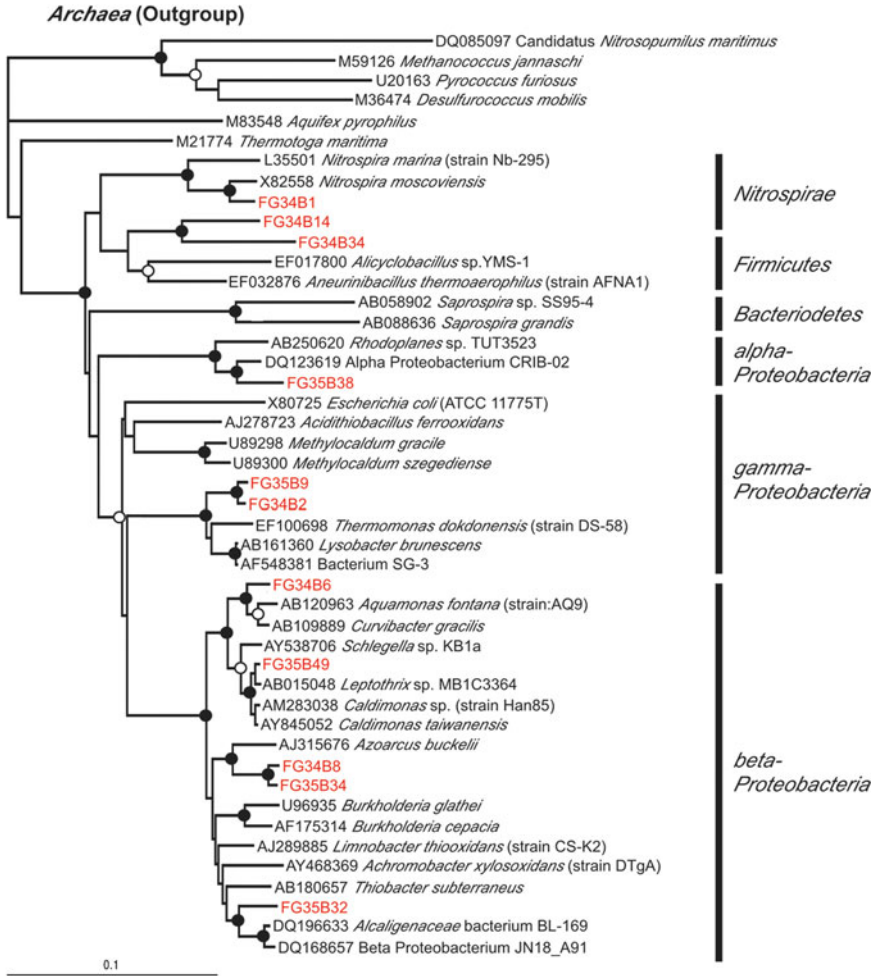 Archaea (Outgroup)
DQ085097 Candidatus Nitrosopumilus maritimus
M59126 Methanococcus jannaschi
U20163 Pyrococcus furiosus
M36474 Desulfurococcus mobilis
M83548 Aquifex pyrophilus
M21774 Thermotoga maritima
L35501 Nitrospira marina (strain Nb-295)
X82558 Nitrospira moscoviensis
FG34B1
Nitrospirae
FG34B14
FG34B34
EF017800 Alicyclobacillus sp.YMS-1
Firmicutes
EF032876 Aneurinibacillus thermoaerophilus (strain AFNA1)
AB058902 Saprospira sp. SS95-4
Bacteriodetes
AB088636 Saprospira grandis
AB250620 Rhodoplanes sp. TUT3523
alpha-
DQ123619 Alpha Proteobacterium CRIB-02
Proteobacteria
FG35B38
X80725 Escherichia coli (ATCC 11775T)
AJ278723 Acidithiobacillus ferrooxidans
U89298 Methylocaldum gracile
U89300 Methylocaldum szegediense
gamma-
Proteobacteria
FG35B9
FG34B2
EF100698 Thermomonas dokdonensis (strain DS-58)
AB161360 Lysobacter brunescens
AF548381 Bacterium SG-3
FG34B6
AB120963 Aquamonas fontana (strain:AQ9)
AB109889 Curvibacter gracilis
AY538706 Schlegella sp. KB1a
FG35B49
AB015048 Leptothrix sp. MB1C3364
AM283038 Caldimonas sp. (strain Han85)
AY845052 Caldimonas taiwanensis
AJ315676 Azoarcus buckelii
beta-
Proteobacteria
FG34B8
FG35B34
U96935 Burkholderia glathei
AF175314 Burkholderia cepacia
AJ289885 Limnobacter thiooxidans (strain CS-K2)
AY468369 Achromobacter xylosoxidans (strain DTgA)
AB180657 Thiobacter subterraneus
FG35B32
DQ196633 Alcaligenaceae bacterium BL-169
DQ168657 Beta Proteobacterium JN18_A91
0.1